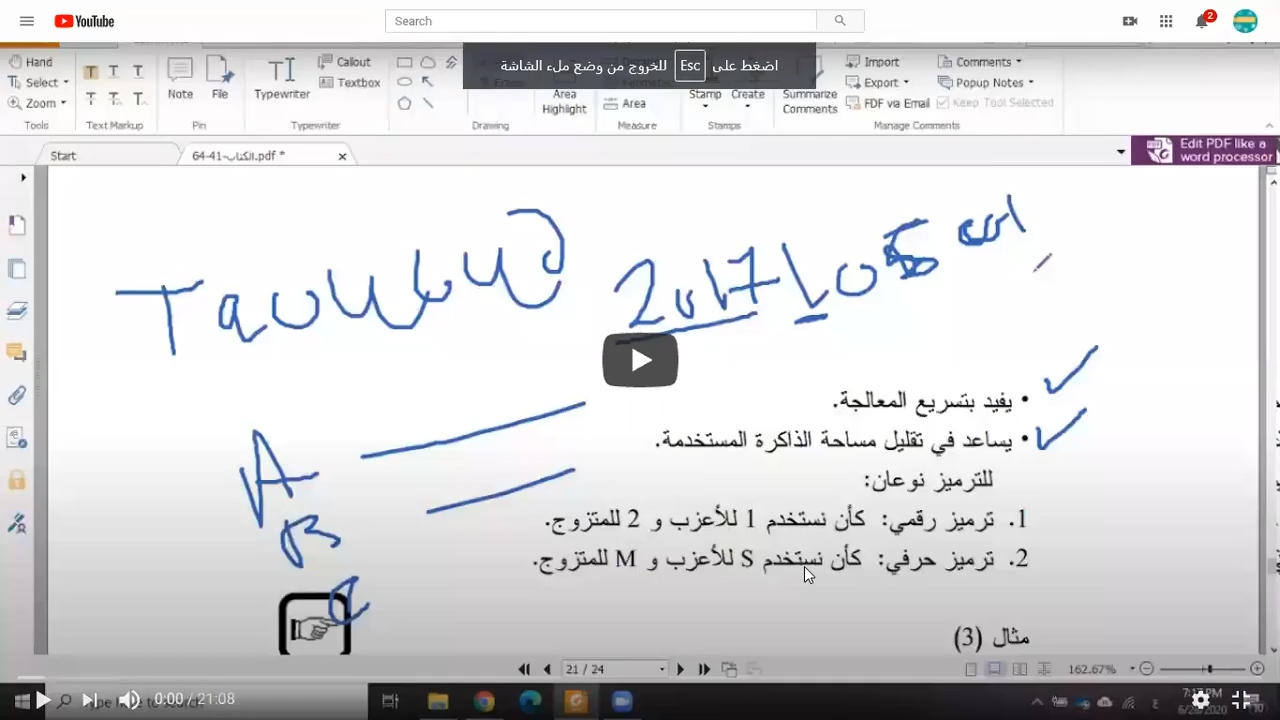 YouTube
Search
2
اضغط على Esc للخروج من وضع ملء الشاشة
Hand
Select
Zoom
Tools
Text Markup
Note
File
Pin
Typewriter
Callout
Textbox
Typewriter
Drawing
Area Highlight
Area
Measure
Stamp
Create
Stamps
Summarize Comments
Import
Export
FDF via Email
Comments
Popup Notes
Keep Tool Selected
Manage Comments
Start
الكتاب-41-64.pdf *
Edit PDF like a word processor
2017
• يفيد بتسريع المعالجة.
• يساعد في تقليل مساحة الذاكرة المستخدمة.
للترميز نوعان:
1. ترميز رقمي: كأن نستخدم 1 للأعزب و 2 للمتزوج.
2. ترميز حرفي: كأن نستخدم S للأعزب و M للمتزوج.
A
B
مثال (3)
21 / 24
162.67%
0:00 / 21:08